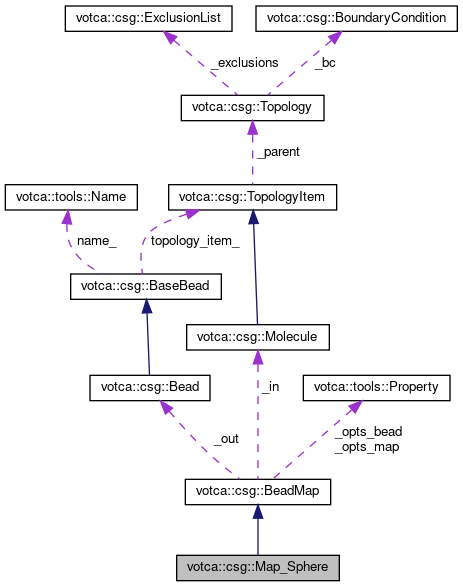 votca::csg::ExclusionList
votca::csg::BoundaryCondition
_exclusions
_bc
votca::csg::Topology
_parent
votca::tools::Name
votca::csg::TopologyItem
name_
topology_item_
votca::csg::BaseBead
votca::csg::Molecule
votca::csg::Bead
_in
votca::tools::Property
_out
_opts_bead
_opts_map
votca::csg::BeadMap
votca::csg::Map_Sphere